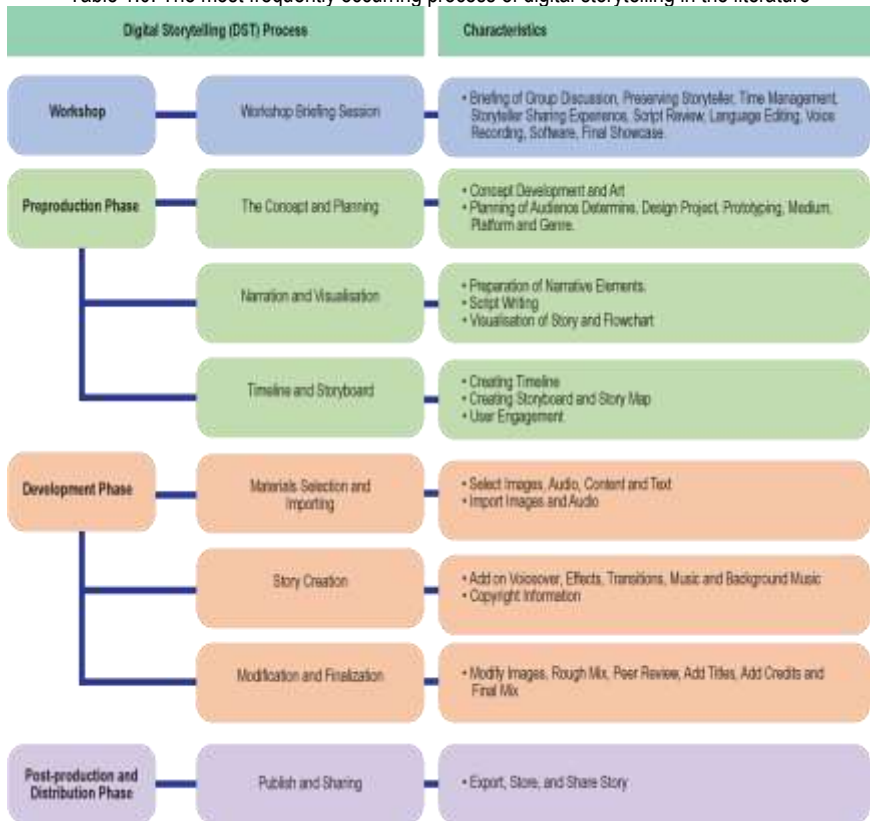 The most frequently occurring process of digital storytelling in the literature
Digital Storytelling (DST) Process
Characteristics
Workshop
Workshop Briefing Session
• Briefing of Group Discussion, Preserving Storyteller, Time Management,
Storyteller Sharing Experience, Script Review, Language Editing, Voice
Recording, Software, Final Showcase.
Preproduction Phase
The Concept and Planning
• Concept Development and Art
• Planning of Audience Determine, Design Project, Prototyping, Medium,
Platform and Genre.
Narration and Visualisation
• Preparation of Narrative Elements.
• Script Writing
• Visualisation of Story and Flowchart
Timeline and Storyboard
• Creating Timeline
• Creating Storyboard and Story Map
• User Engagement
Development Phase
Materials Selection and
Importing
• Select Images, Audio, Content and Text
• Import Images and Audio
Story Creation
• Add on Voiceover, Effects, Transitions, Music and Background Music
• Copyright Information
Modification and Finalization
• Modify Images, Rough Mix, Peer Review, Add Titles, Add Credits and
Final Mix
Post-production and
Distribution Phase
Publish and Sharing
• Export, Store, and Share Story